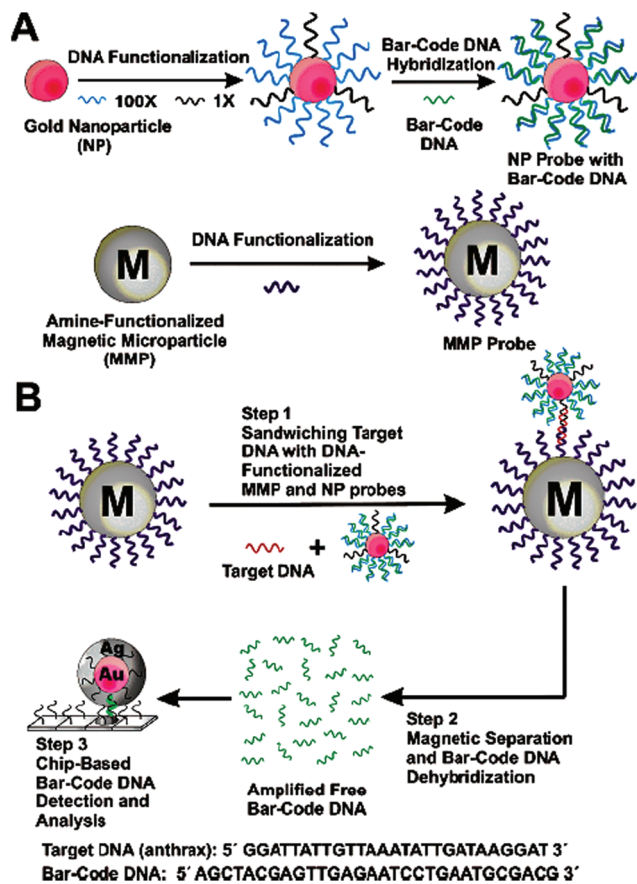 A
DNA Functionalization
100X 1X
Gold Nanoparticle
(NP)
Bar-Code DNA
Hybridization
Bar-Code
DNA
NP Probe with
Bar-Code DNA
M
Amine-Functionalized
Magnetic Microparticle
(MMP)
DNA Functionalization
M
MMP Probe
B
M
Step 1
Sandwiching Target
DNA with DNA-
Functionalized
MMP and NP probes
Target DNA
+
M
Step 2
Magnetic Separation
and Bar-Code DNA
Dehybridization
Amplified Free
Bar-Code DNA
Ag
Au
Step 3
Chip-Based
Bar-Code DNA
Detection and
Analysis
Target DNA (anthrax): 5´ GGATTATTGTTAAATATTGATAAGGAT 3´
Bar-Code DNA: 5´ AGCTACGAGTTGAGAATCCTGAATGCGACG 3´